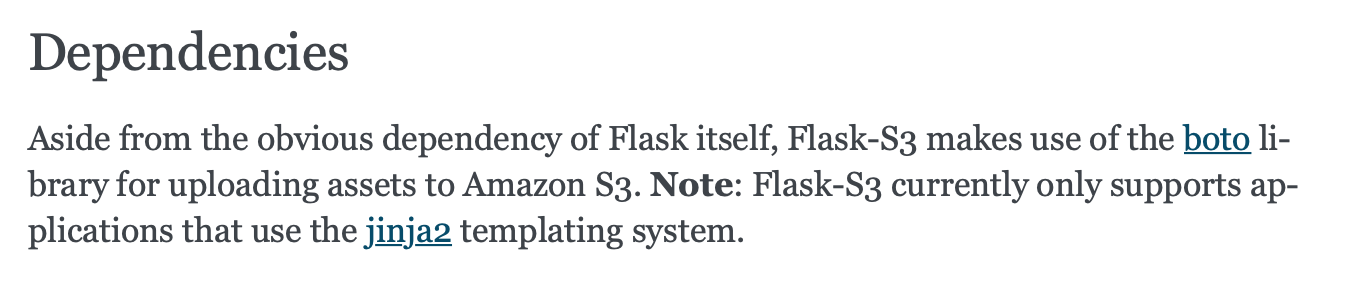 Dependencies
Aside from the obvious dependency of Flask itself, Flask-S3 makes use of the boto li-
brary for uploading assets to Amazon S3. Note: Flask-S3 currently only supports ap-
plications that use the jinja2 templating system.